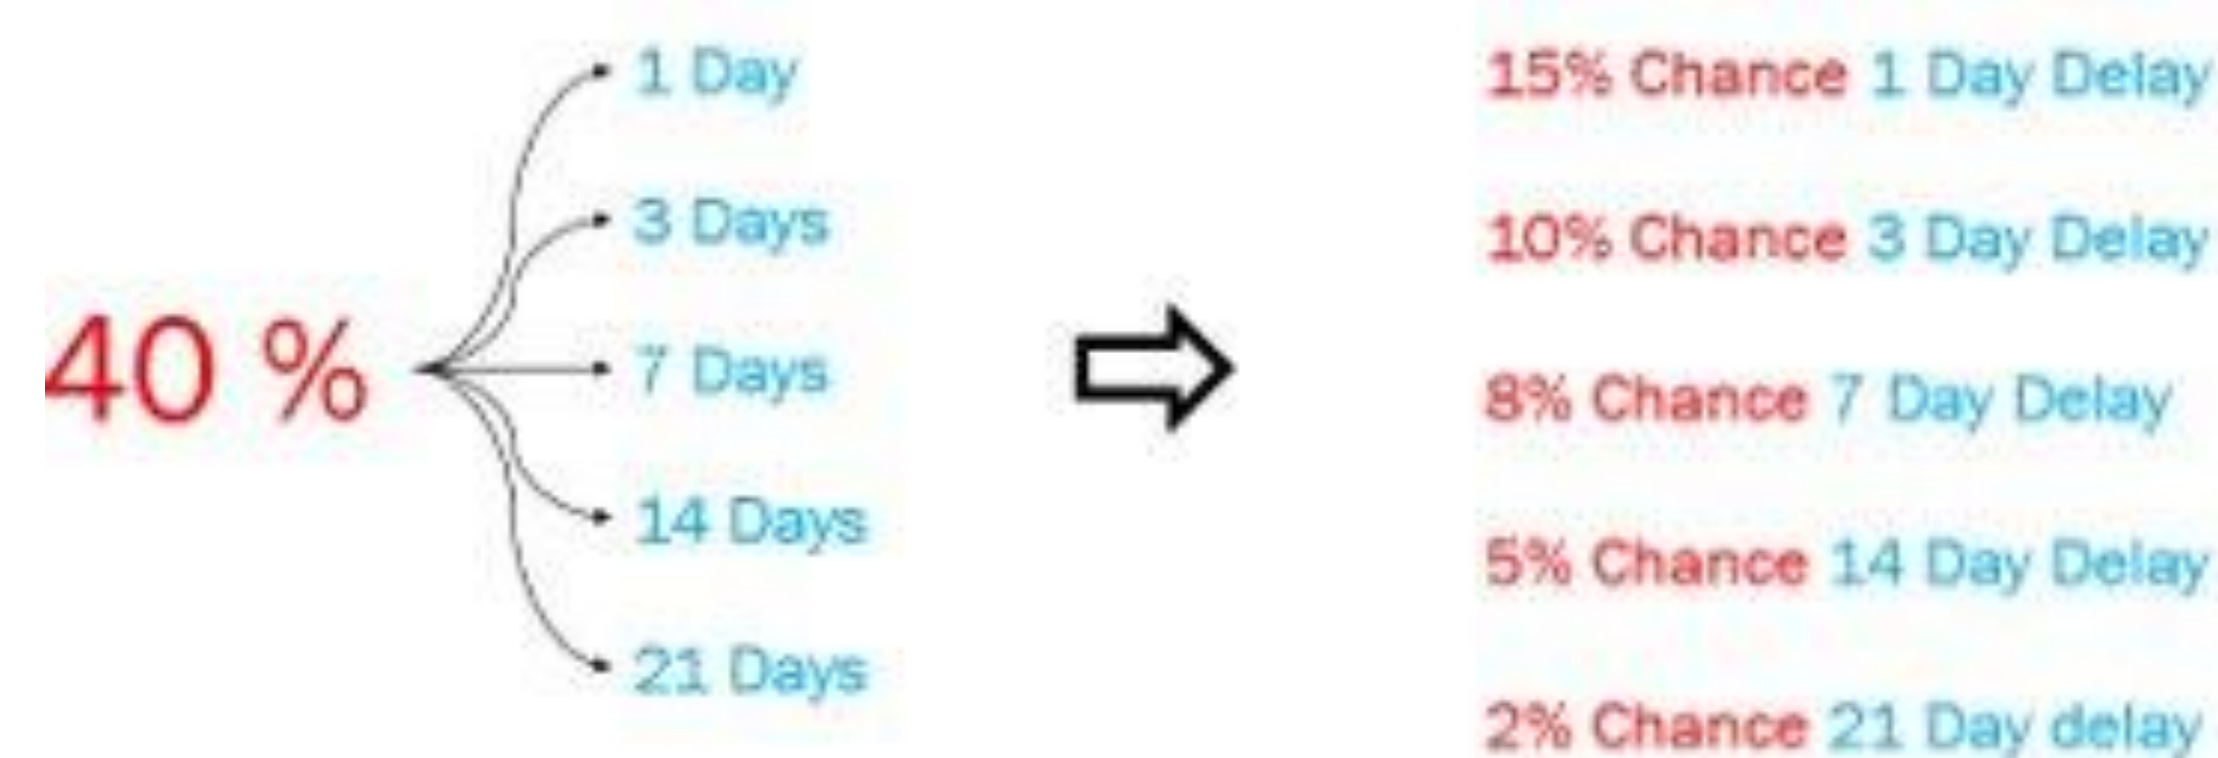 40 %
1 Day
3 Days
7 Days
14 Days
21 Days
15% Chance 1 Day Delay
10% Chance 3 Day Delay
8% Chance 7 Day Delay
5% Chance 14 Day Delay
2% Chance 21 Day delay